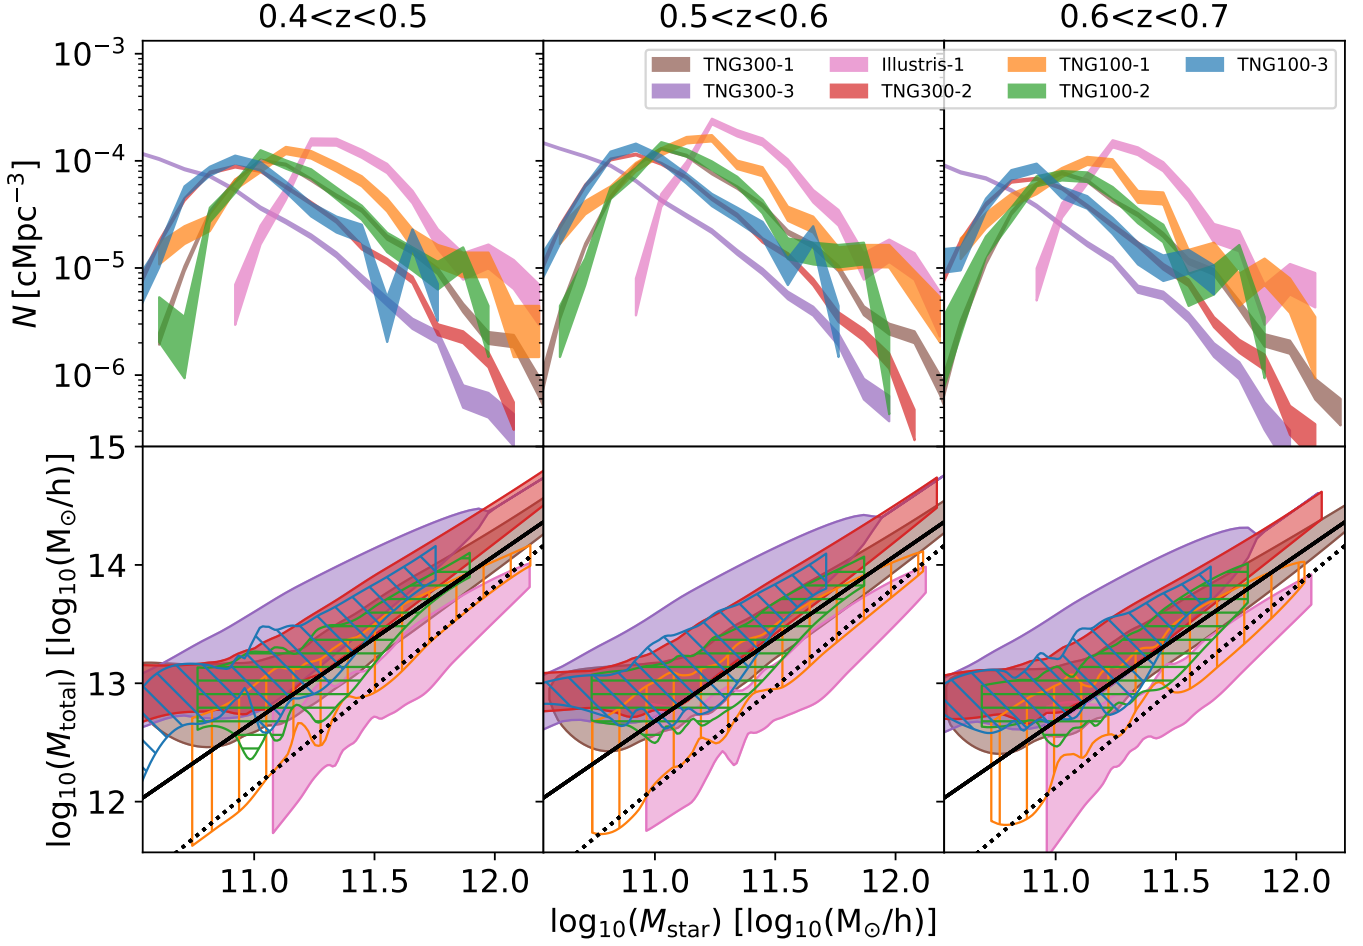 0.4<z<0.5 0.5<z<0.6 0.6<z<0.7
TNG300-1 Illustris-1 TNG100-1 TNG100-3
TNG300-3 TNG300-2 TNG100-2
N [cMpc⁻³]
10⁻³
10⁻⁴
10⁻⁵
10⁻⁶
15
14
13
12
log₁₀(M_total) [log₁₀(M⊙/h)]
11.0 11.5 12.0 11.0 11.5 12.0 11.0 11.5 12.0
log₁₀(M_star) [log₁₀(M⊙/h)]